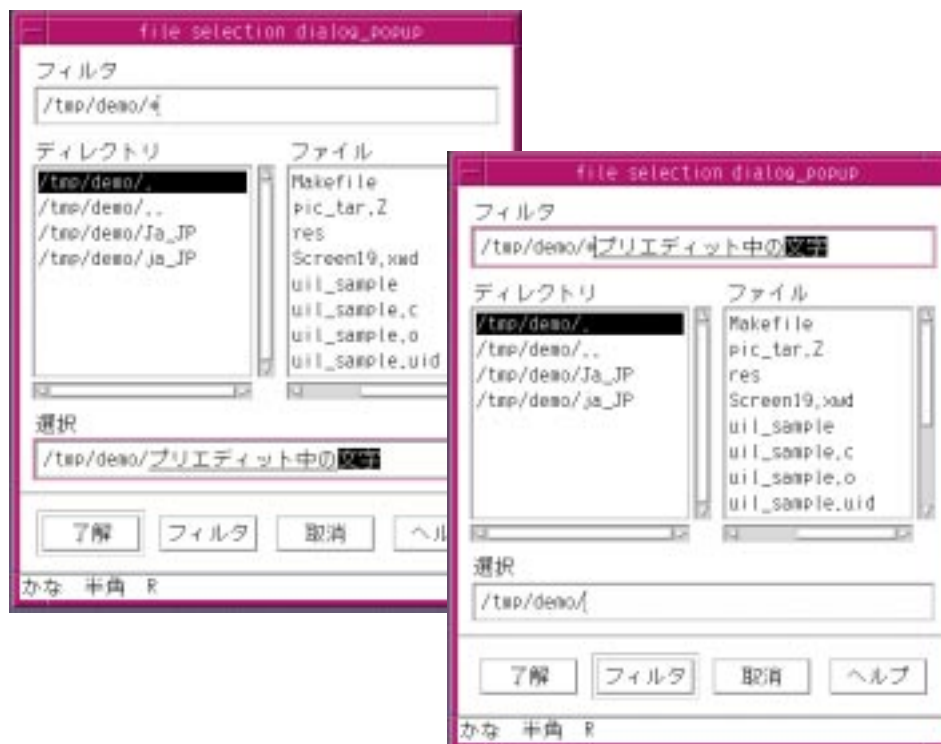 file selection dialog_popup
フィルタ
/tmp/demo/*
ディレクトリ
/tmp/demo/.
/tmp/demo/..
/tmp/demo/Ja_JP
/tmp/demo/ja_JP
ファイル
Makefile
pic_tar.Z
res
Screen19.xwd
uil_sample
uil_sample.c
uil_sample.o
uil_sample.uid
選択
/tmp/demo/プリエディット中の文字
了解 フィルタ 取消 ヘル
かな 半角 R
file selection dialog_popup
フィルタ
/tmp/demo/*プリエディット中の文字
ディレクトリ
/tmp/demo/.
/tmp/demo/..
/tmp/demo/Ja_JP
/tmp/demo/ja_JP
ファイル
Makefile
pic_tar.Z
res
Screen19.xwd
uil_sample
uil_sample.c
uil_sample.o
uil_sample.uid
選択
/tmp/demo/
了解 フィルタ 取消 ヘルプ
かな 半角 R